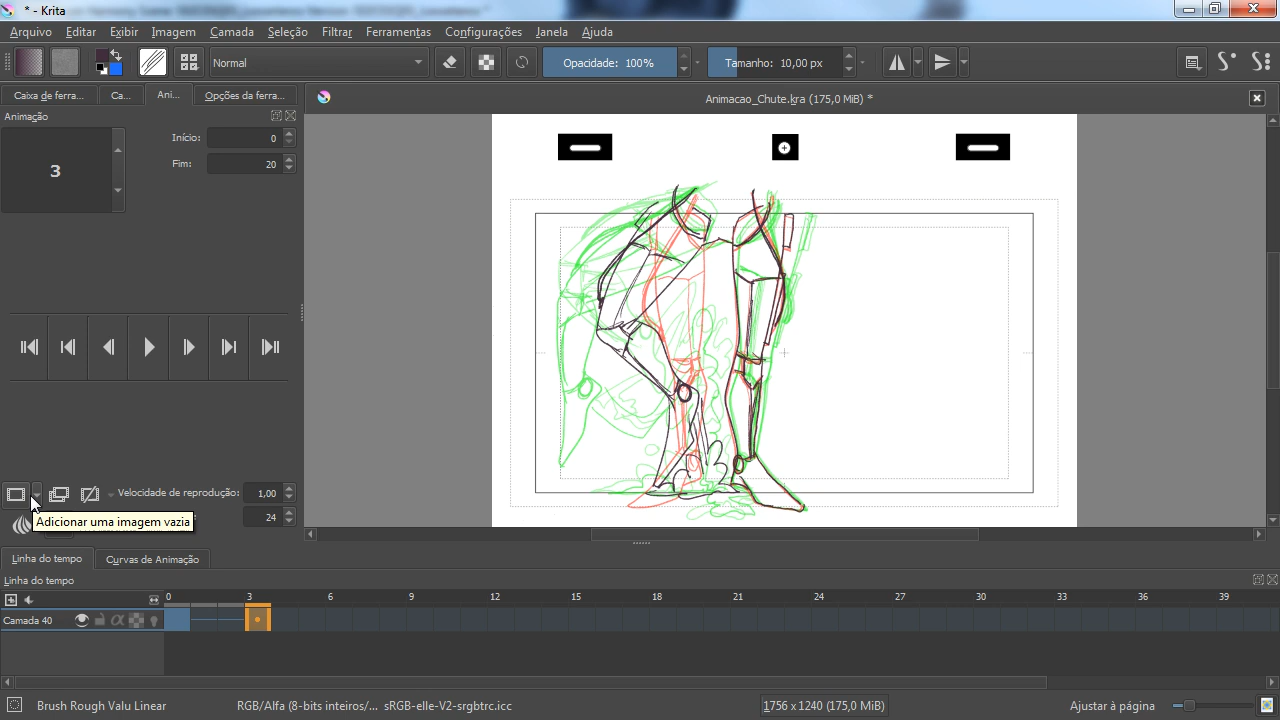 * - Krita
Arquivo Editar Exibir Imagem Camada Seleção Filtrar Ferramentas Configurações Janela Ajuda
Normal Opacidade: 100% Tamanho: 10,00 px
Caixa de ferra... Ca... Ani... Opções da ferra...
Animacao_Chute.kra (175,0 MiB) *
Animação
Início: 0
Fim: 20
3
Velocidade de reprodução: 1,00
Adicionar uma imagem vazia
24
Linha do tempo Curvas de Animação
Linha do tempo
0 3 6 9 12 15 18 21 24 27 30 33 36 39
Camada 40
Brush Rough Valu Linear RGB/Alfa (8-bits inteiros/... sRGB-elle-V2-srgbtrc.icc 1756 x 1240 (175,0 MiB) Ajustar à página